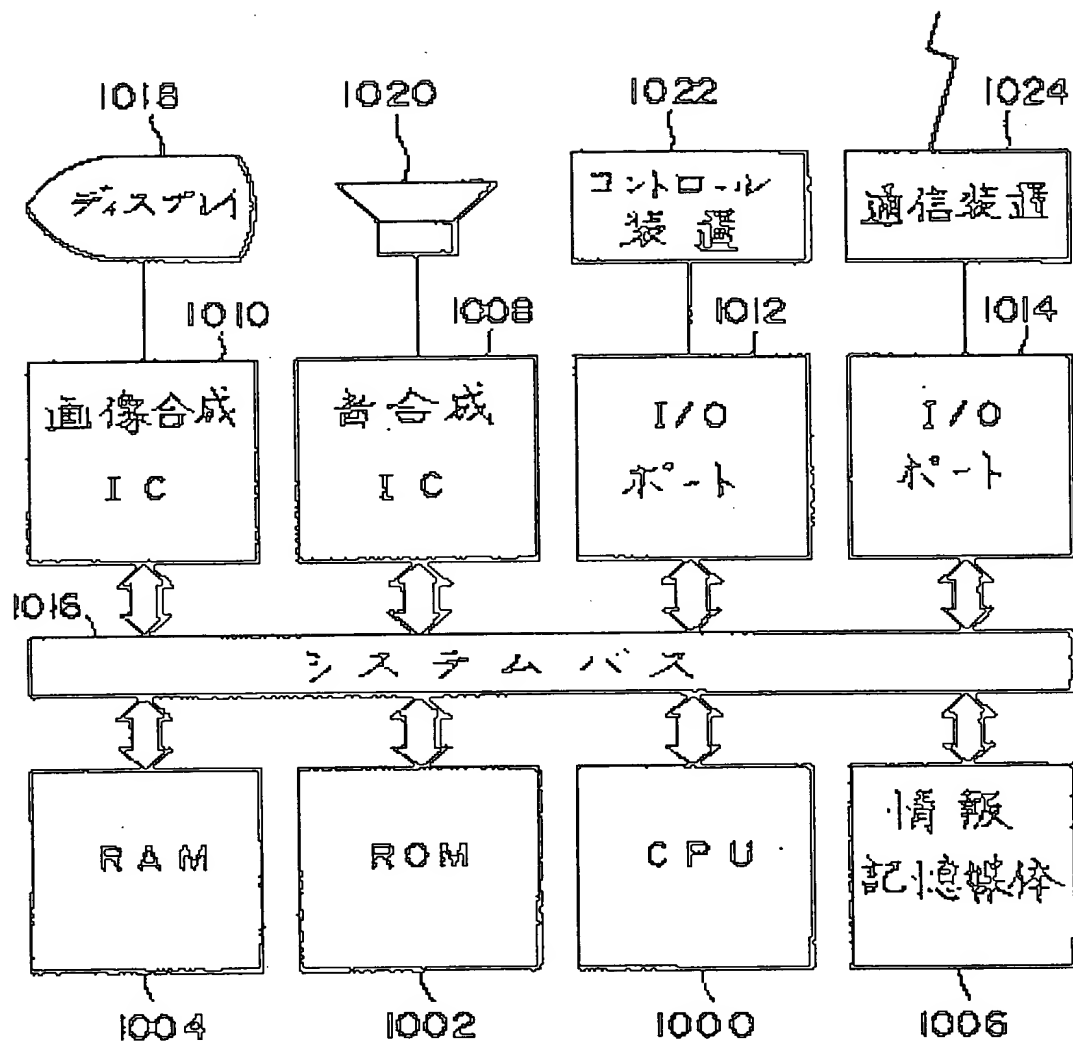 1018 1020 1022 1024
ディスプレイ
コントロール
装置
通信装置
1010 1008 1012 1014
画像合成
IC
音合成
IC
I/O
ポート
I/O
ポート
1016
システムバス
RAM
ROM
CPU
情報
記憶媒体
1004 1002 1000 1006